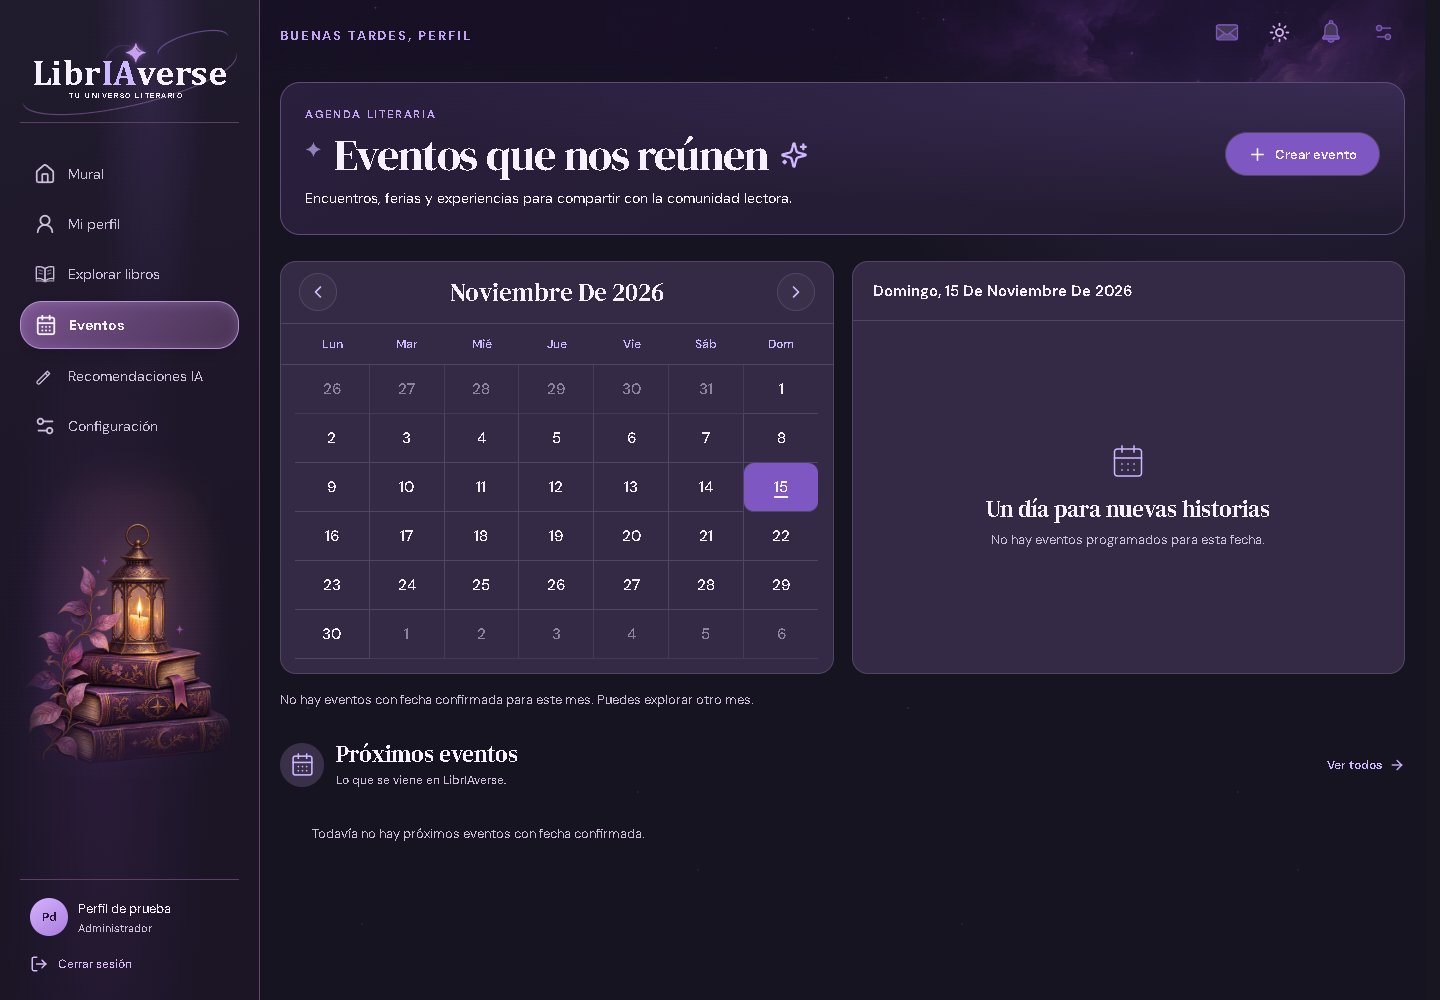 LibrIAverse
TU UNIVERSO LITERARIO
Mural
Mi perfil
Explorar libros
Eventos
Recomendaciones IA
Configuración
Pd
Perfil de prueba
Administrador
Cerrar sesión
BUENAS TARDES, PERFIL
AGENDA LITERARIA
Eventos que nos reúnen
Encuentros, ferias y experiencias para compartir con la comunidad lectora.
Crear evento
Noviembre De 2026
Lun Mar Mié Jue Vie Sáb Dom
26 27 28 29 30 31 1
2 3 4 5 6 7 8
9 10 11 12 13 14 15
16 17 18 19 20 21 22
23 24 25 26 27 28 29
30 1 2 3 4 5 6
Domingo, 15 De Noviembre De 2026
Un día para nuevas historias
No hay eventos programados para esta fecha.
No hay eventos con fecha confirmada para este mes. Puedes explorar otro mes.
Próximos eventos
Lo que se viene en LibrIAverse.
Ver todos
Todavía no hay próximos eventos con fecha confirmada.